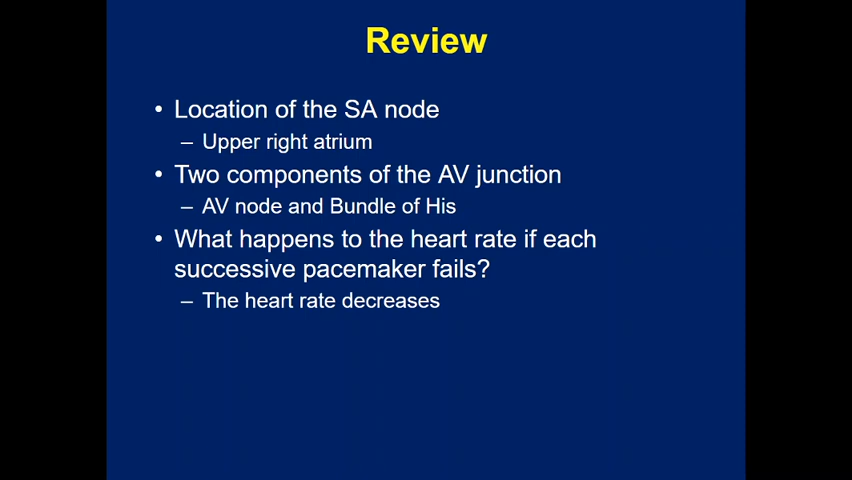 Review
• Location of the SA node
– Upper right atrium
• Two components of the AV junction
– AV node and Bundle of His
• What happens to the heart rate if each
successive pacemaker fails?
– The heart rate decreases